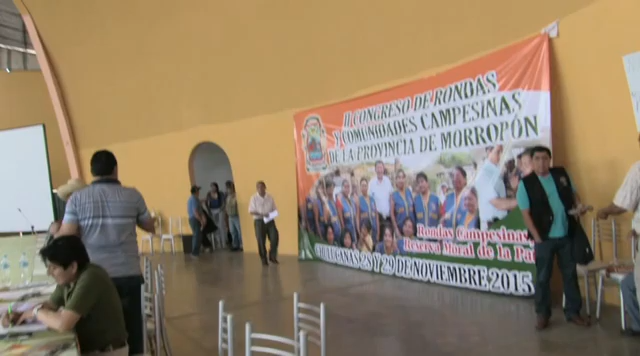 II CONGRESO DE RONDAS
Y COMUNIDADES CAMPESINAS
DE LA PROVINCIA DE MORROPÓN
Rondas Campesinas,
Reserva Moral de la
CHULUCANAS 28 Y 29 DE NOVIEMBRE 2015